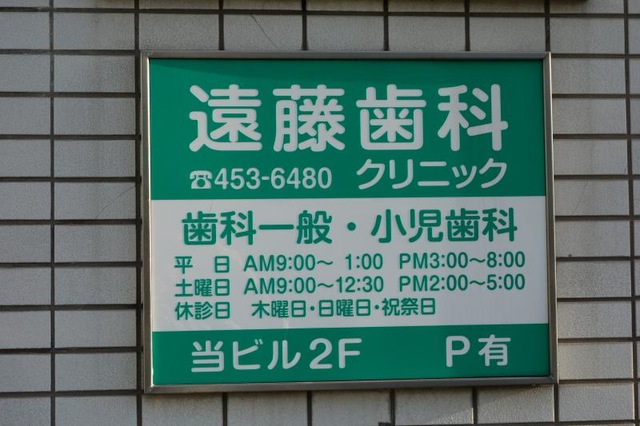 遠藤歯科
☎453-6480 クリニック
歯科一般・小児歯科
平 日 AM9:00〜 1:00 PM3:00〜8:00
土曜日 AM9:00〜12:30 PM2:00〜5:00
休診日 木曜日・日曜日・祝祭日
当ビル2F P有